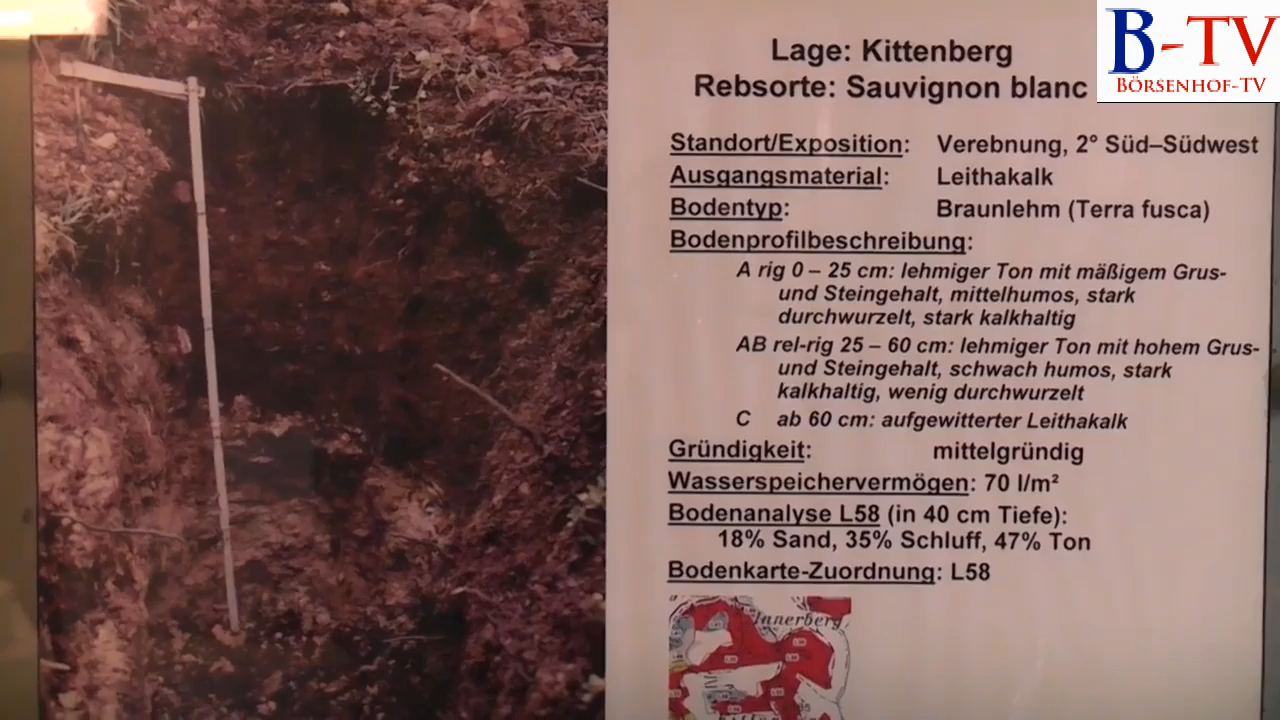 B-TV
BÖRSENHOF-TV
Lage: Kittenberg
Rebsorte: Sauvignon blanc
Standort/Exposition: Verebnung, 2° Süd–Südwest
Ausgangsmaterial: Leithakalk
Bodentyp: Braunlehm (Terra fusca)
Bodenprofilbeschreibung:
A rig 0 – 25 cm: lehmiger Ton mit mäßigem Grus-
und Steingehalt, mittelhumos, stark
durchwurzelt, stark kalkhaltig
AB rel-rig 25 – 60 cm: lehmiger Ton mit hohem Grus-
und Steingehalt, schwach humos, stark
kalkhaltig, wenig durchwurzelt
C ab 60 cm: aufgewitterter Leithakalk
Gründigkeit: mittelgründig
Wasserspeichervermögen: 70 l/m²
Bodenanalyse L58 (in 40 cm Tiefe):
18% Sand, 35% Schluff, 47% Ton
Bodenkarte-Zuordnung: L58